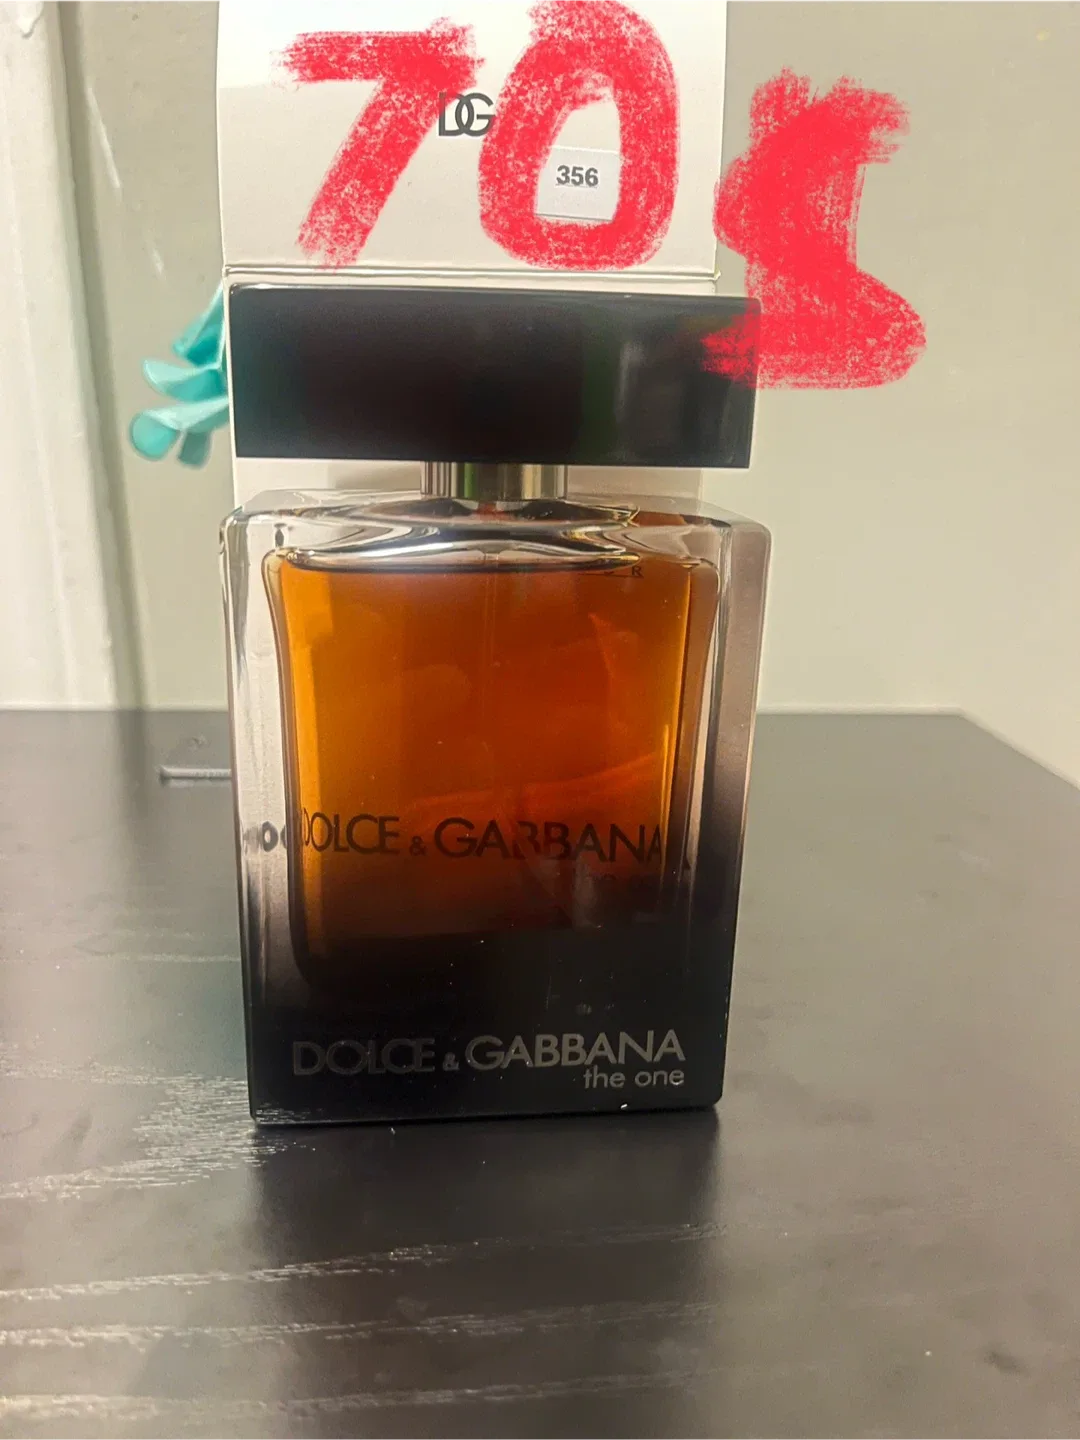 70$
DG
356
DOLCE & GABBANA
DOLCE & GABBANA
the one